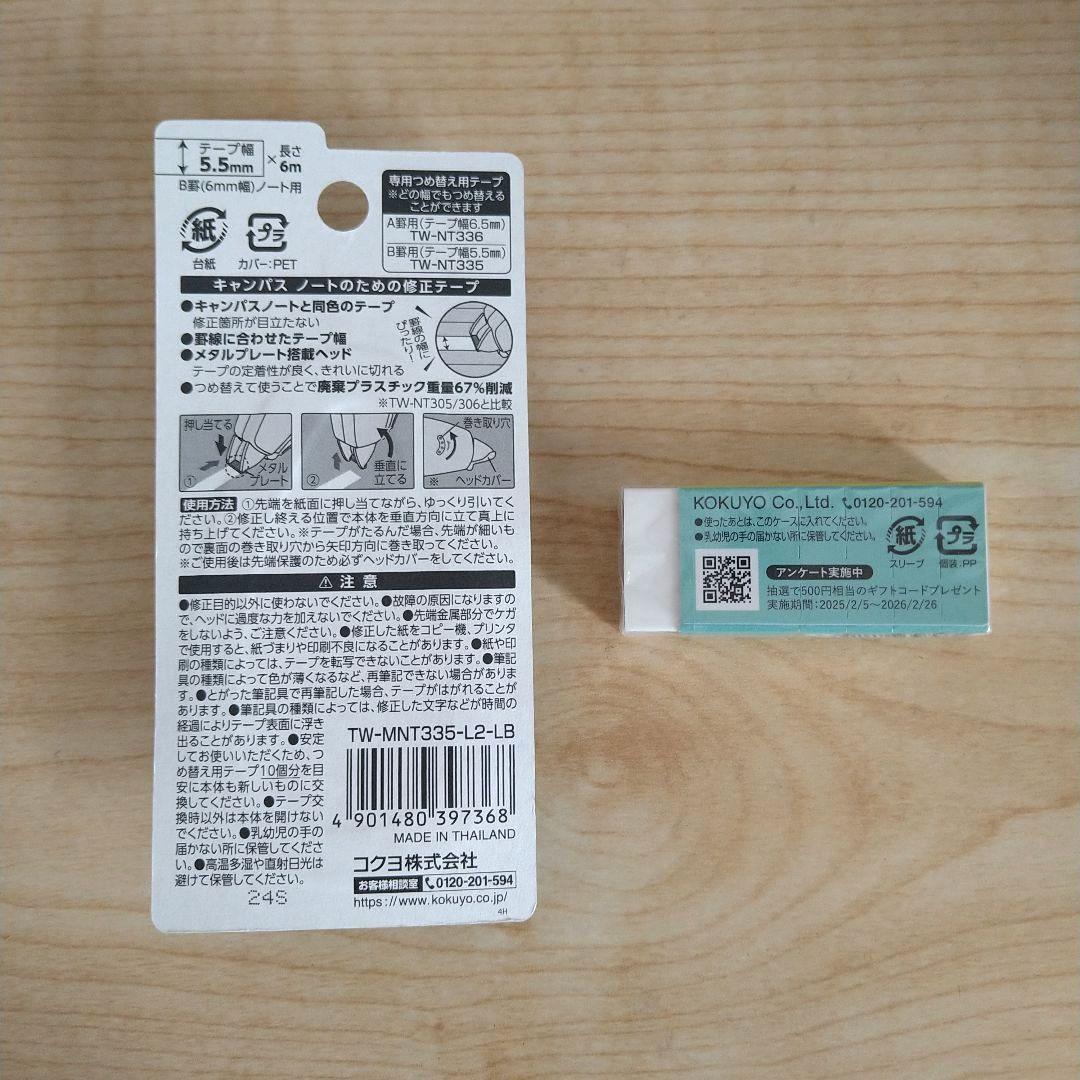 テープ幅
5.5mm
×
長さ
6m
B罫(6mm幅)ノート用
紙
台紙
プラ
カバー:PET
専用つめ替え用テープ
※どの幅でもつめ替える
ことができます
A罫用(テープ幅6.5mm)
TW-NT336
B罫用(テープ幅5.5mm)
TW-NT335
キャンパス ノートのための修正テープ
●キャンパスノートと同色のテープ
修正箇所が目立たない
●罫線に合わせたテープ幅
●メタルプレート搭載ヘッド
テープの定着性が良く、きれいに切れる
●つめ替えて使うことで廃棄プラスチック重量67%削減
※TW-NT305/306と比較
罫線の幅に
ぴったり!
押し当てる
メタル
プレート
①
②
垂直に
立てる
巻き取り穴
※
ヘッドカバー
使用方法 ①先端を紙面に押し当てながら、ゆっくり引いてく
ださい。②修正し終える位置で本体を垂直方向に立て真上に
持ち上げてください。※テープがたるんだ場合、先端が細いも
ので裏面の巻き取り穴から矢印方向に巻き取ってください。
※ご使用後は先端保護のため必ずヘッドカバーをしてください。
⚠注意
●修正目的以外に使わないでください。●故障の原因になりますの
で、ヘッドに過度な力を加えないでください。●先端金属部分でケガ
をしないよう、ご注意ください。●修正した紙をコピー機、プリンタ
で使用すると、紙づまりや印刷不良になることがあります。●紙や印
刷の種類によっては、テープを転写できないことがあります。●筆記
具の種類によって色が薄くなるなど、再筆記できない場合がありま
す。●とがった筆記具で再筆記した場合、テープがはがれることが
あります。●筆記具の種類によっては、修正した文字などが時間の
経過によりテープ表面に浮き
出ることがあります。●安定
してお使いいただくため、つ
め替え用テープ10個分を目
安に本体も新しいものに交
換してください。●テープ交
換時以外は本体を開けない
でください。●乳幼児の手の
届かない所に保管してくださ
い。●高温多湿や直射日光は
避けて保管してください。
24S
TW-MNT335-L2-LB
4 901480 397368
MADE IN THAILAND
コクヨ株式会社
お客様相談室 0120-201-594
https://www.kokuyo.co.jp/
4H
KOKUYO Co.,Ltd. 0120-201-594
●使ったあとは、このケースに入れてください。
●乳幼児の手の届かない所に保管してください。
紙
スリーブ
プラ
個装:PP
アンケート実施中
抽選で500円相当のギフトコードプレゼント
実施期間:2025/2/5〜2026/2/26